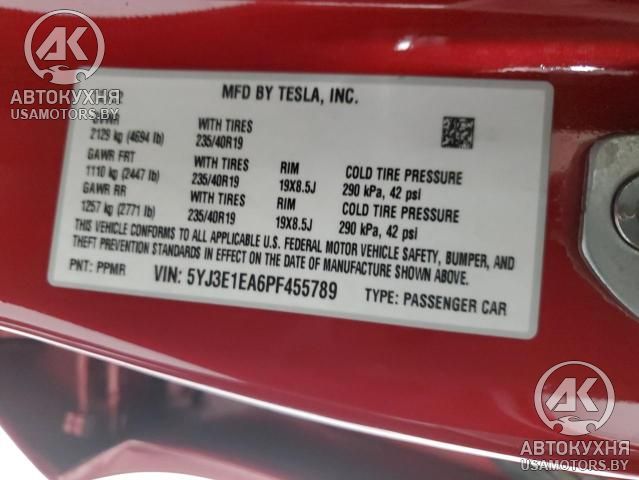 AK
АВТОКУХНЯ
USAMOTORS.BY
MFD BY TESLA, INC.
2129 kg (4694 lb) WITH TIRES 235/40R19
GAWR FRT WITH TIRES RIM COLD TIRE PRESSURE
1110 kg (2447 lb) 235/40R19 19X8.5J 290 kPa, 42 psi
GAWR RR WITH TIRES RIM COLD TIRE PRESSURE
1257 kg (2771 lb) 235/40R19 19X8.5J 290 kPa, 42 psi
THIS VEHICLE CONFORMS TO ALL APPLICABLE U.S. FEDERAL MOTOR VEHICLE SAFETY, BUMPER, AND
THEFT PREVENTION STANDARDS IN EFFECT ON THE DATE OF MANUFACTURE SHOWN ABOVE.
PNT: PPMR VIN: 5YJ3E1EA6PF455789 TYPE: PASSENGER CAR
AK
АВТОКУХНЯ
USAMOTORS.BY